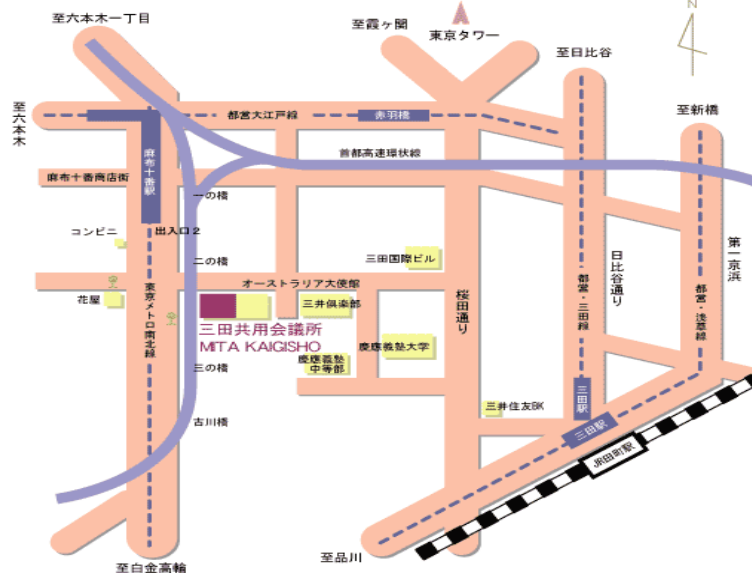 N
至六本木一丁目
至霞ヶ関
東京タワー
至日比谷
至新橋
至六本木
都営大江戸線
赤羽橋
麻布十番駅
首都高速環状線
麻布十番商店街
一の橋
コンビニ
出入口2
二の橋
三田国際ビル
第一京浜
日比谷通り
都営・三田線
都営・浅草線
桜田通り
オーストラリア大使館
花屋
東京メトロ南北線
三井倶楽部
三田共用会議所
MITA KAIGISHO
慶應義塾大学
慶應義塾
中等部
三の橋
三井住友BK
三田駅
三田駅
古川橋
JR田町駅
至品川
至白金高輪